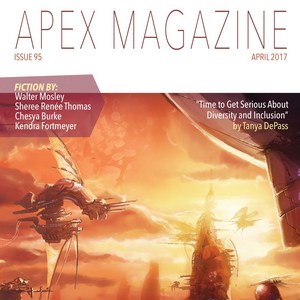 APEX MAGAZINE
ISSUE 95
APRIL 2017
FICTION BY:
Walter Mosley
Sheree Renée Thomas
Chesya Burke
Kendra Fortmeyer
"Time to Get Serious About
Diversity and Inclusion"
by Tanya DePass